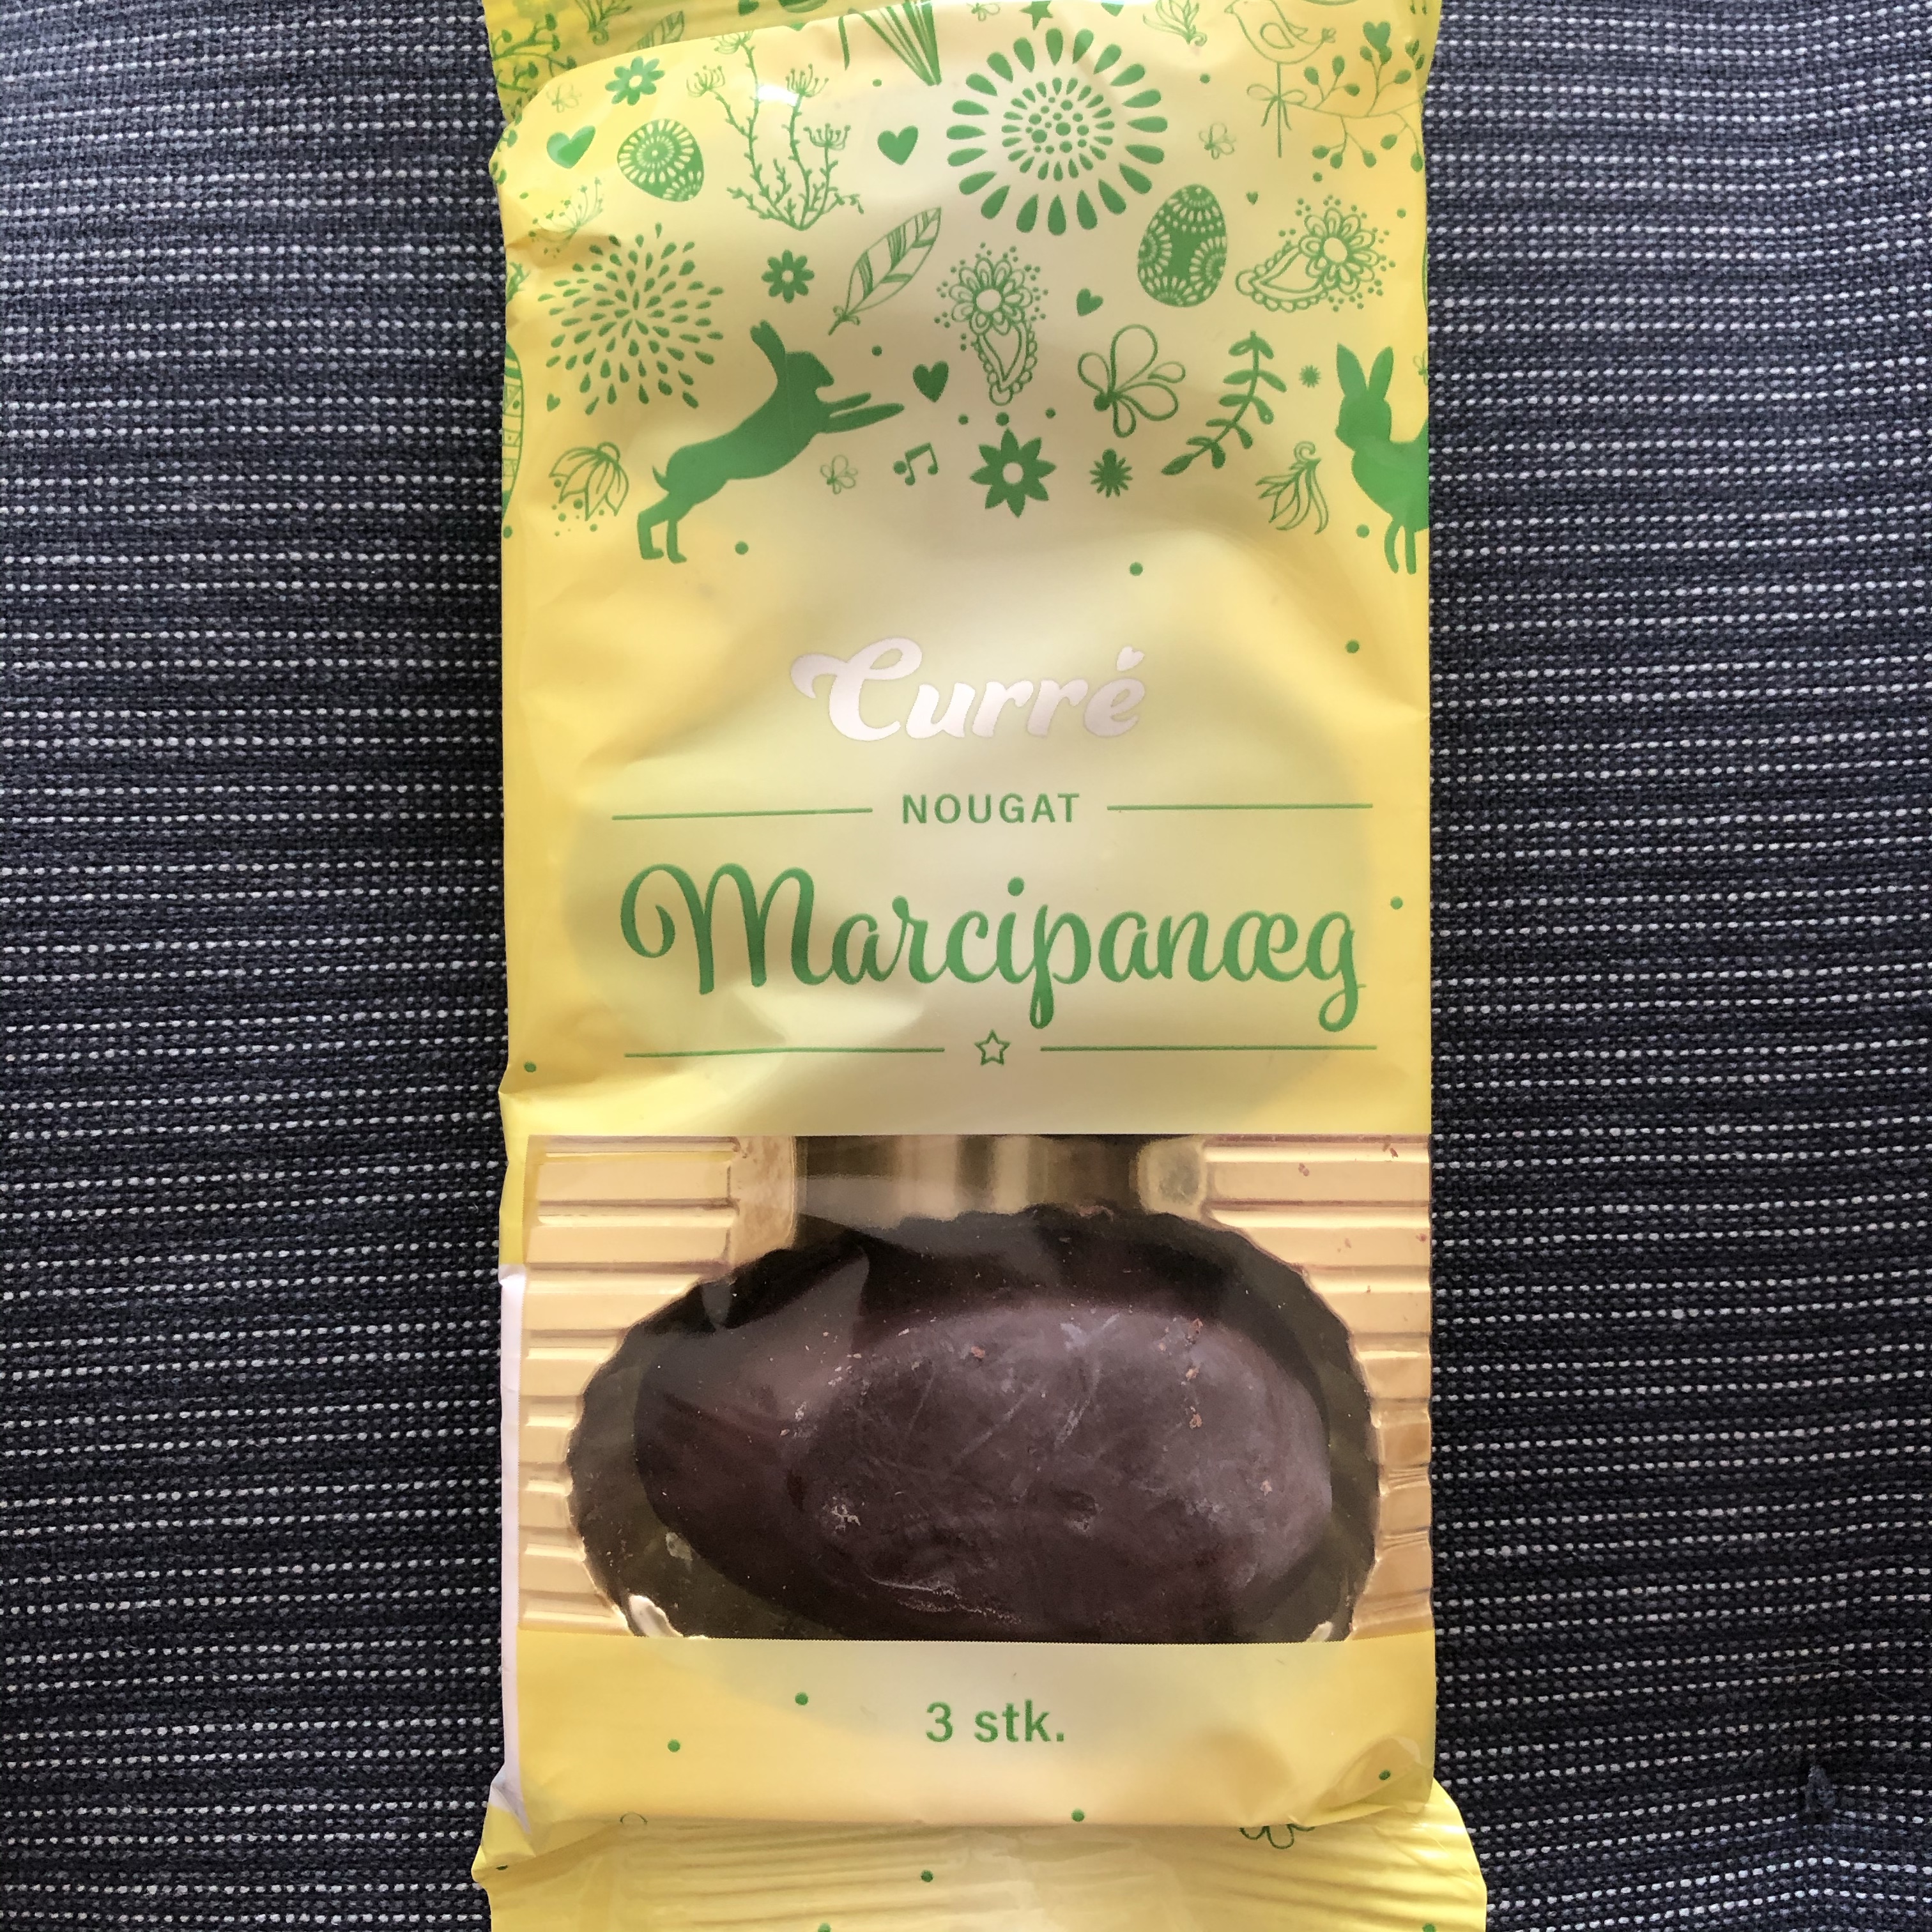 Curré
NOUGAT
Marcipanæg
3 stk.